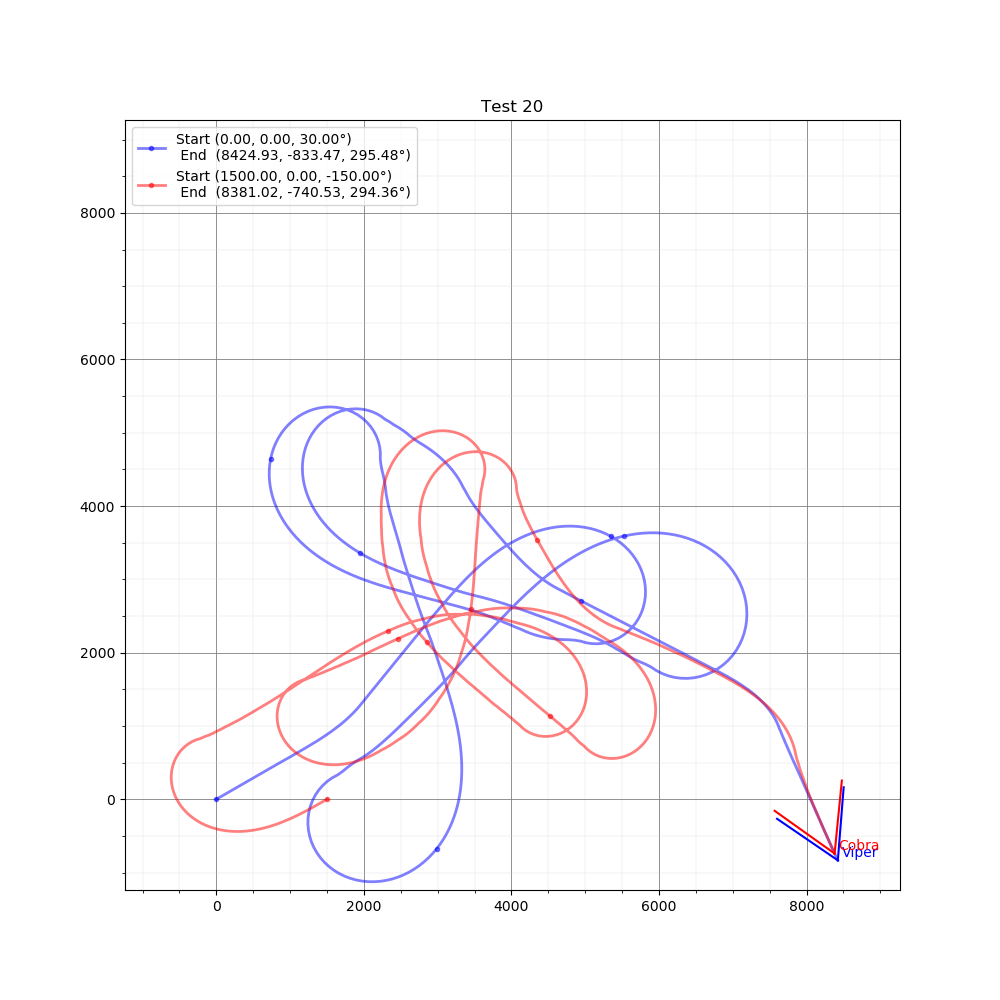 Test 20
Start (0.00, 0.00, 30.00°)
End (8424.93, -833.47, 295.48°)
Start (1500.00, 0.00, -150.00°)
End (8381.02, -740.53, 294.36°)
8000
6000
4000
2000
0
Cobra
Viper
0 2000 4000 6000 8000